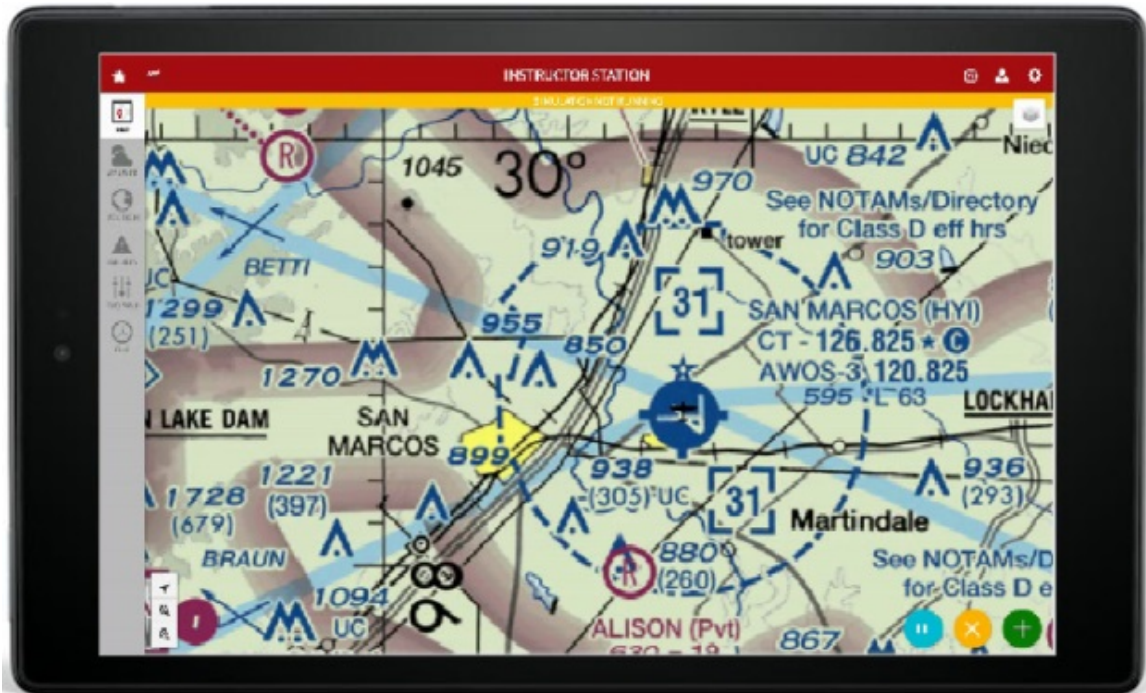 INSTRUCTOR STATION
SIMULATION NOT RUNNING
1045
30°
UC 842
970
See NOTAMs/Directory
for Class D eff hrs
919
tower
903
BETTI
31
1299
(251)
SAN MARCOS (HYI)
955
CT - 126.825 ★ C
850
AWOS-3 120.825
1270
595 L 63
LOCKHA
N LAKE DAM
SAN
MARCOS
899
938
(305) UC
936
(293)
1221
(397)
1728
(679)
31
Martindale
BRAUN
R
880
(260)
See NOTAMs/D
for Class D e
1094
UC
ALISON (Pvt)
867
R
UC